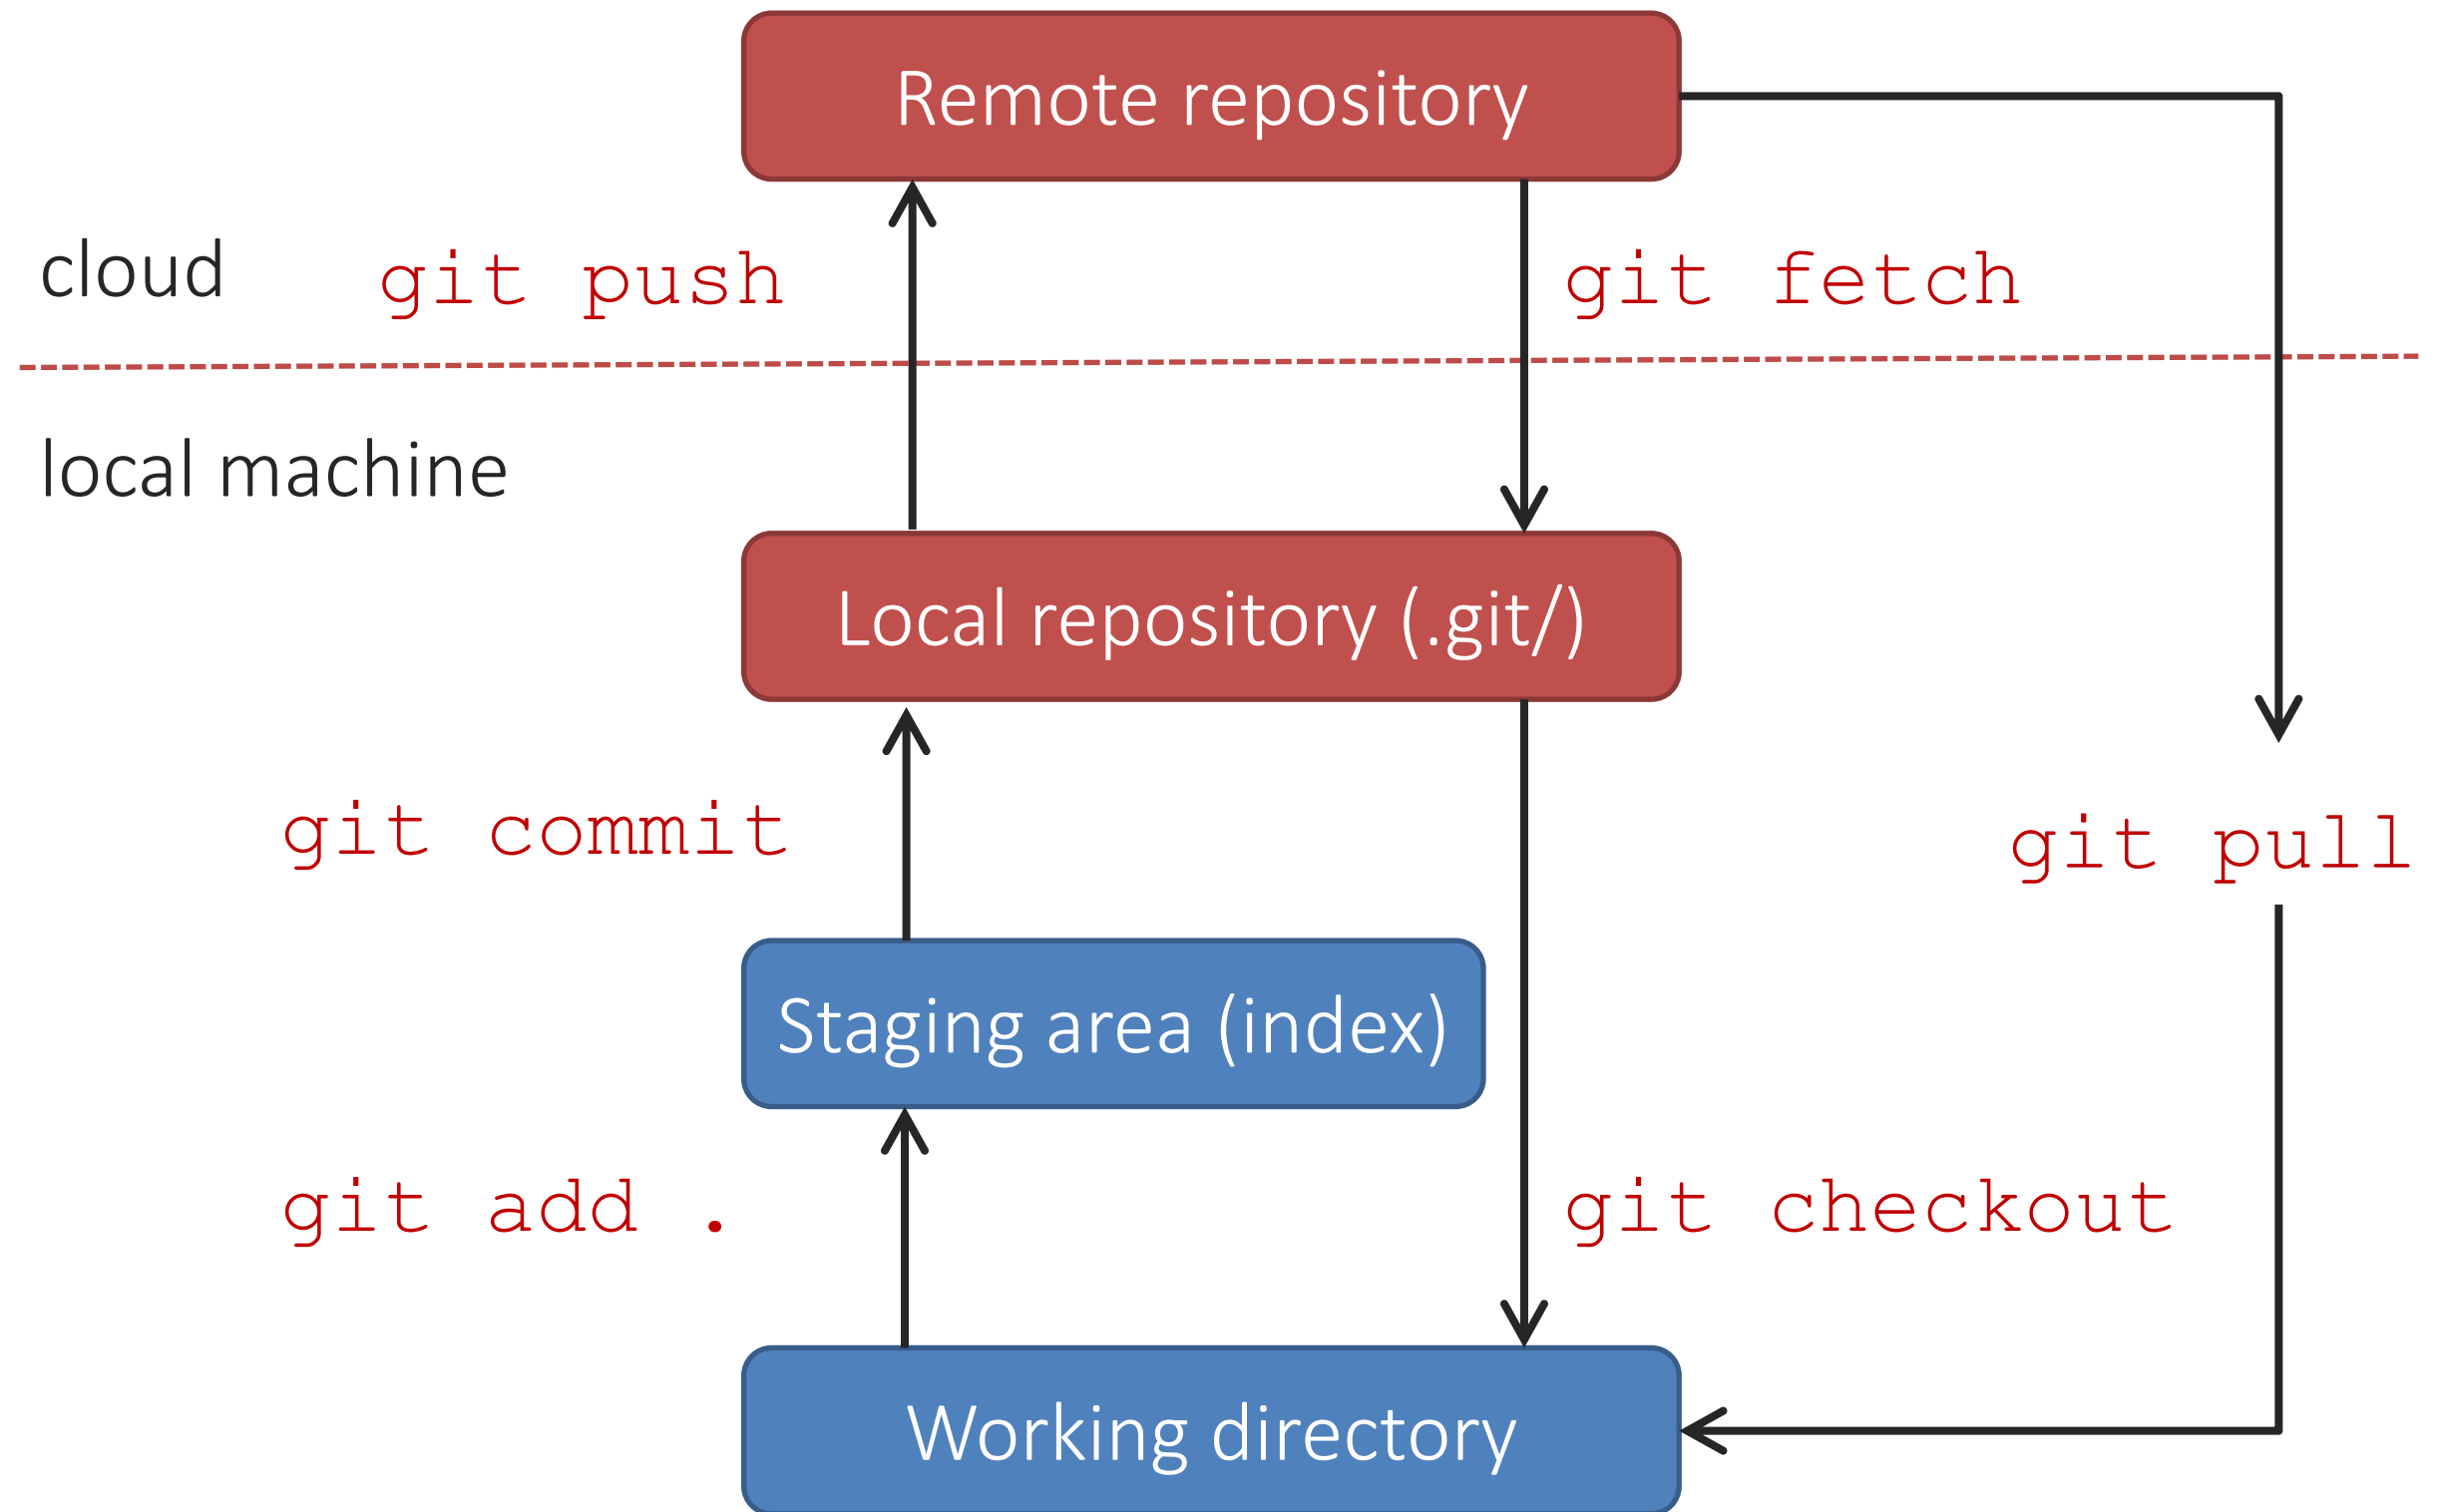 Remote repository
cloud
git push
git fetch
local machine
Local repository (.git/)
git commit
git pull
Staging area (index)
git add .
git checkout
Working directory